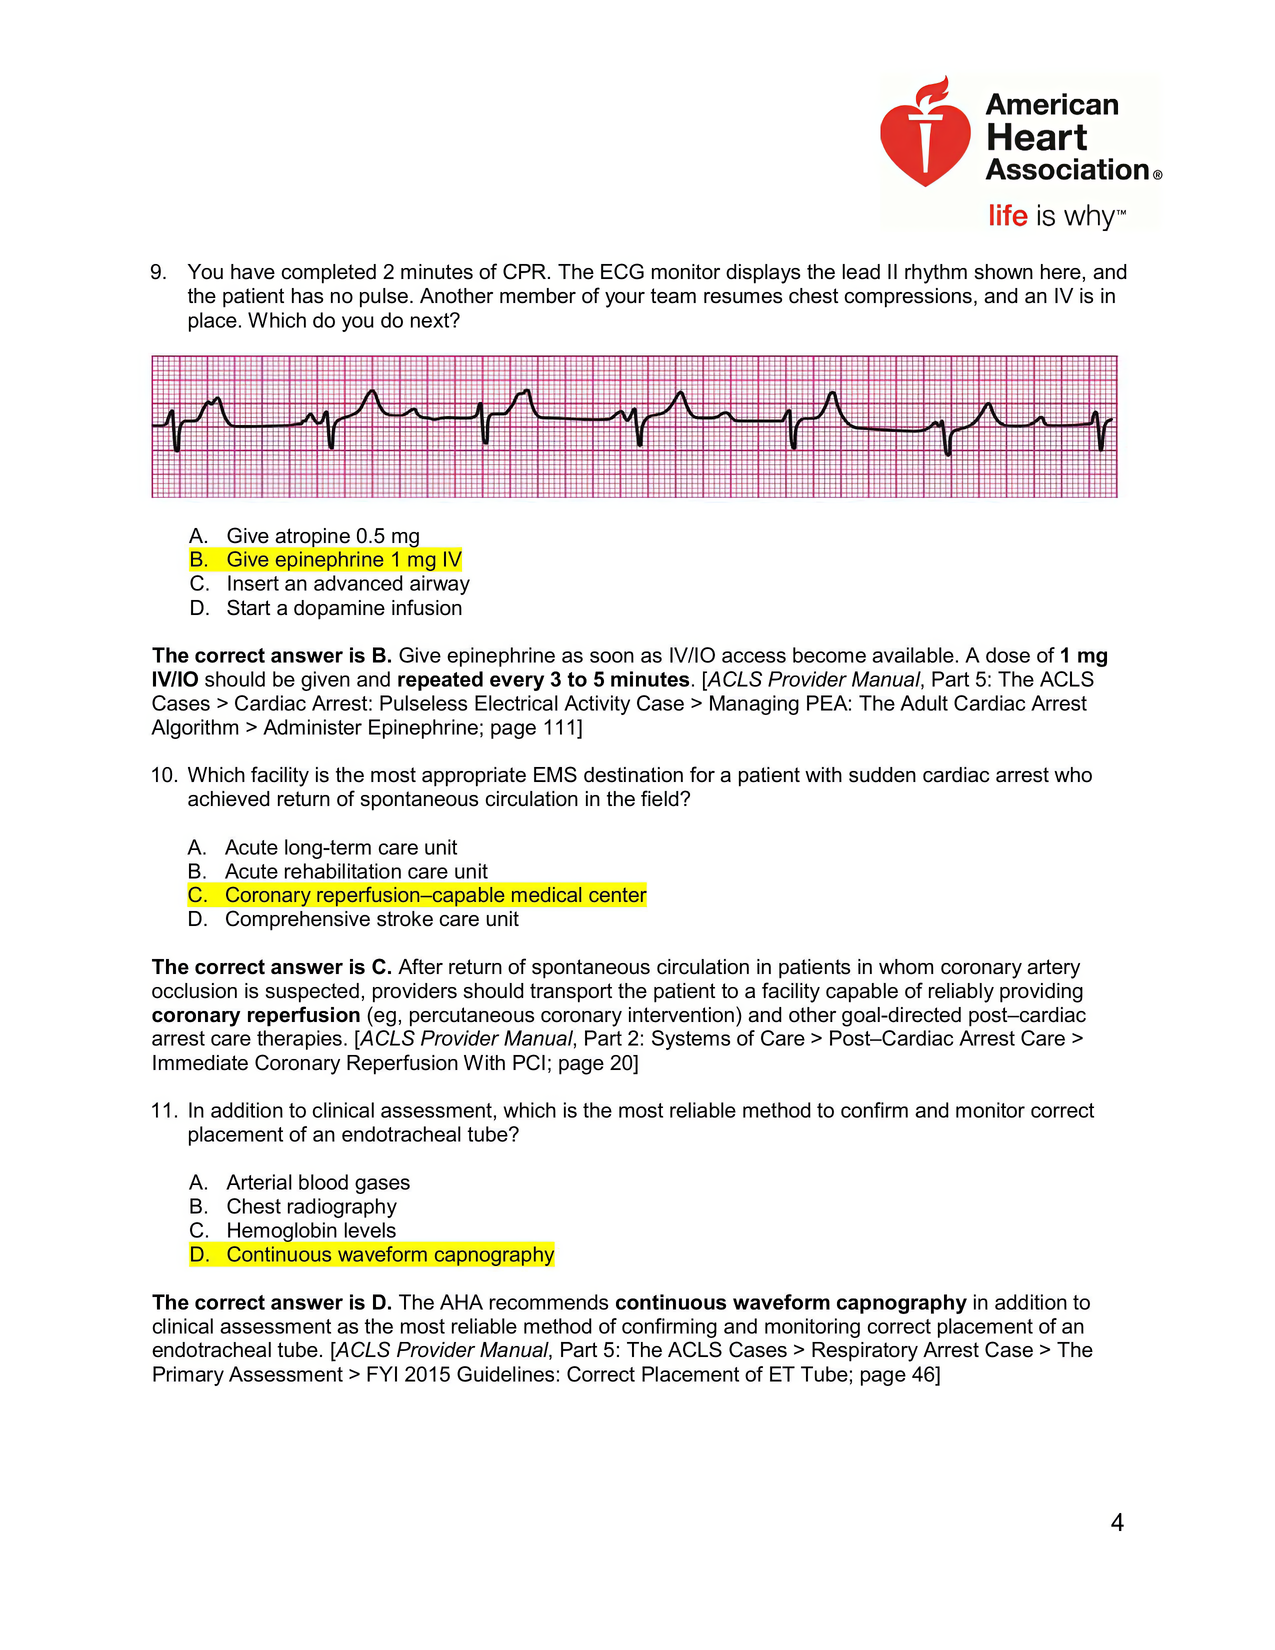 American
Heart
Association®
life is why™
9. You have completed 2 minutes of CPR. The ECG monitor displays the lead II rhythm shown here, and
the patient has no pulse. Another member of your team resumes chest compressions, and an IV is in
place. Which do you do next?
A. Give atropine 0.5 mg
B. Give epinephrine 1 mg IV
C. Insert an advanced airway
D. Start a dopamine infusion
The correct answer is B. Give epinephrine as soon as IV/IO access become available. A dose of 1 mg
IV/IO should be given and repeated every 3 to 5 minutes. [ACLS Provider Manual, Part 5: The ACLS
Cases > Cardiac Arrest: Pulseless Electrical Activity Case > Managing PEA: The Adult Cardiac Arrest
Algorithm > Administer Epinephrine; page 111]
10. Which facility is the most appropriate EMS destination for a patient with sudden cardiac arrest who
achieved return of spontaneous circulation in the field?
A. Acute long-term care unit
B. Acute rehabilitation care unit
C. Coronary reperfusion–capable medical center
D. Comprehensive stroke care unit
The correct answer is C. After return of spontaneous circulation in patients in whom coronary artery
occlusion is suspected, providers should transport the patient to a facility capable of reliably providing
coronary reperfusion (eg, percutaneous coronary intervention) and other goal-directed post–cardiac
arrest care therapies. [ACLS Provider Manual, Part 2: Systems of Care > Post–Cardiac Arrest Care >
Immediate Coronary Reperfusion With PCI; page 20]
11. In addition to clinical assessment, which is the most reliable method to confirm and monitor correct
placement of an endotracheal tube?
A. Arterial blood gases
B. Chest radiography
C. Hemoglobin levels
D. Continuous waveform capnography
The correct answer is D. The AHA recommends continuous waveform capnography in addition to
clinical assessment as the most reliable method of confirming and monitoring correct placement of an
endotracheal tube. [ACLS Provider Manual, Part 5: The ACLS Cases > Respiratory Arrest Case > The
Primary Assessment > FYI 2015 Guidelines: Correct Placement of ET Tube; page 46]
4